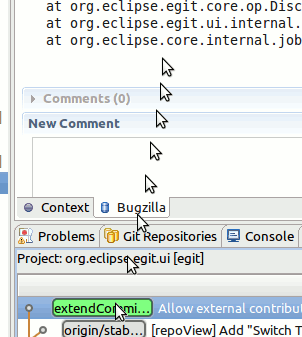 at org.eclipse.egit.core.op.Disc
at org.eclipse.egit.ui.internal.
at org.eclipse.core.internal.job
Comments (0)
New Comment
Context Bugzilla
Problems Git Repositories Console
Project: org.eclipse.egit.ui [egit]
extendCommi... Allow external contribut
origin/stab... [repoView] Add "Switch T